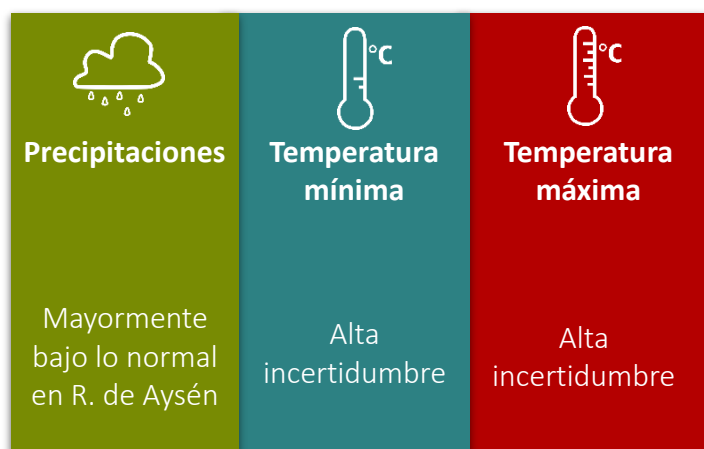 Precipitaciones
Mayormente
bajo lo normal
en R. de Aysén
°C
Temperatura
mínima
Alta
incertidumbre
°C
Temperatura
máxima
Alta
incertidumbre